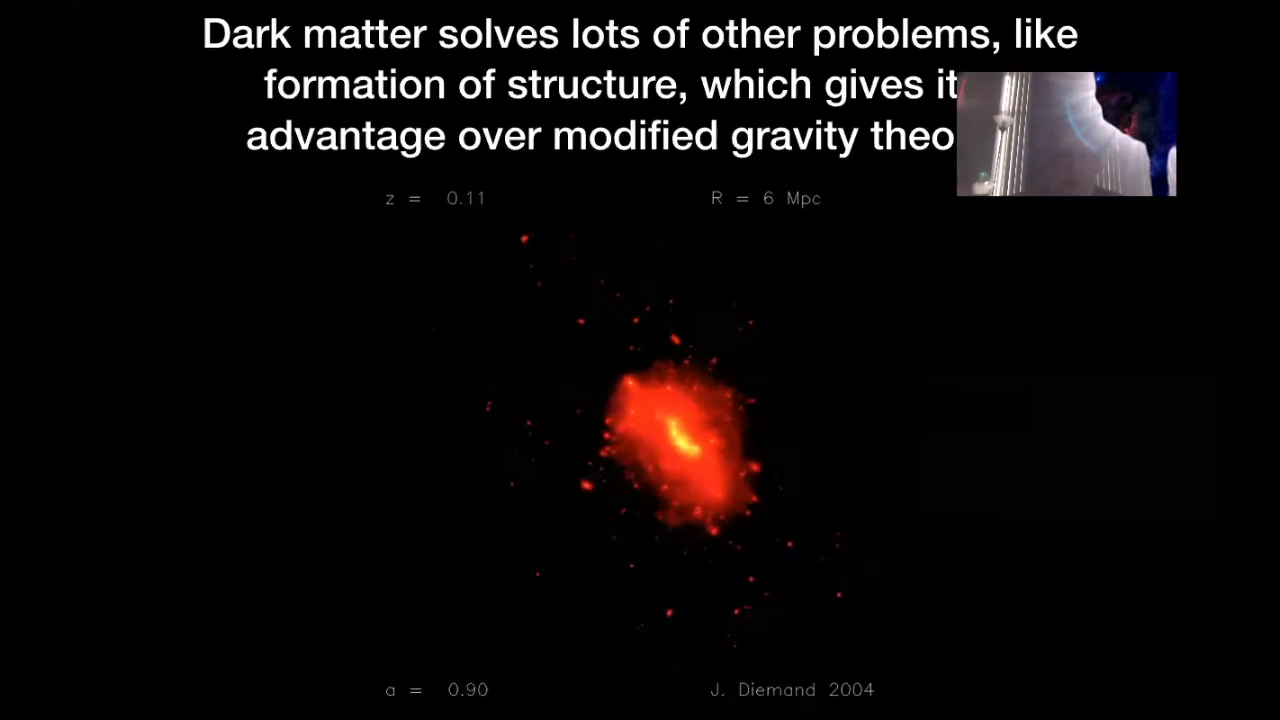 Dark matter solves lots of other problems, like
formation of structure, which gives it
advantage over modified gravity theo
z = 0.11 R = 6 Mpc
a = 0.90 J. Diemand 2004